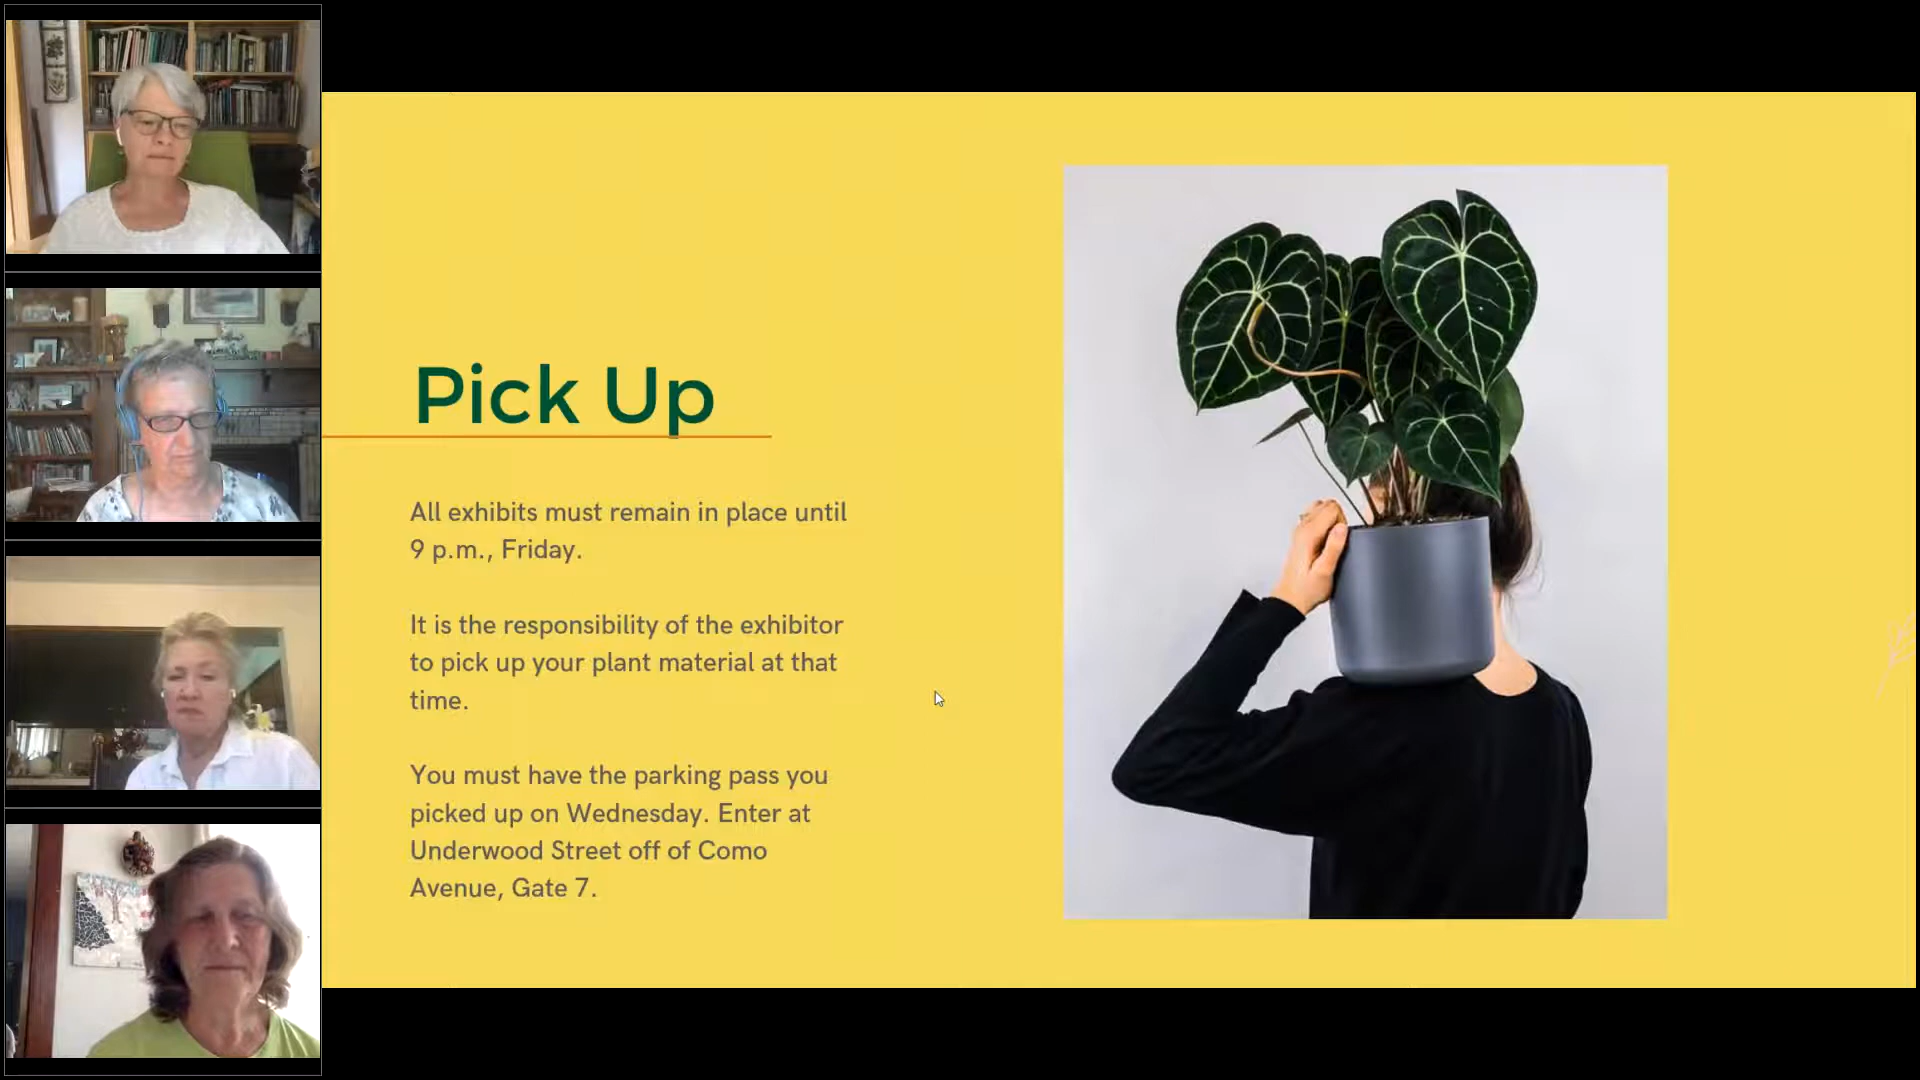 Pick Up
All exhibits must remain in place until
9 p.m., Friday.
It is the responsibility of the exhibitor
to pick up your plant material at that
time.
You must have the parking pass you
picked up on Wednesday. Enter at
Underwood Street off of Como
Avenue, Gate 7.